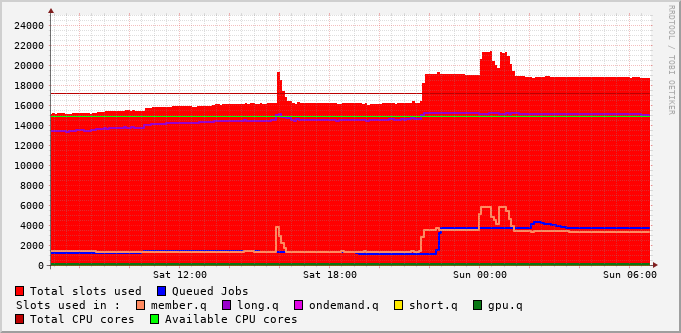 RRDTOOL / TOBI OETIKER
24000
22000
20000
18000
16000
14000
12000
10000
8000
6000
4000
2000
0
Sat 12:00 Sat 18:00 Sun 00:00 Sun 06:00
Total slots used Queued Jobs
Slots used in : member.q long.q ondemand.q short.q gpu.q
Total CPU cores Available CPU cores